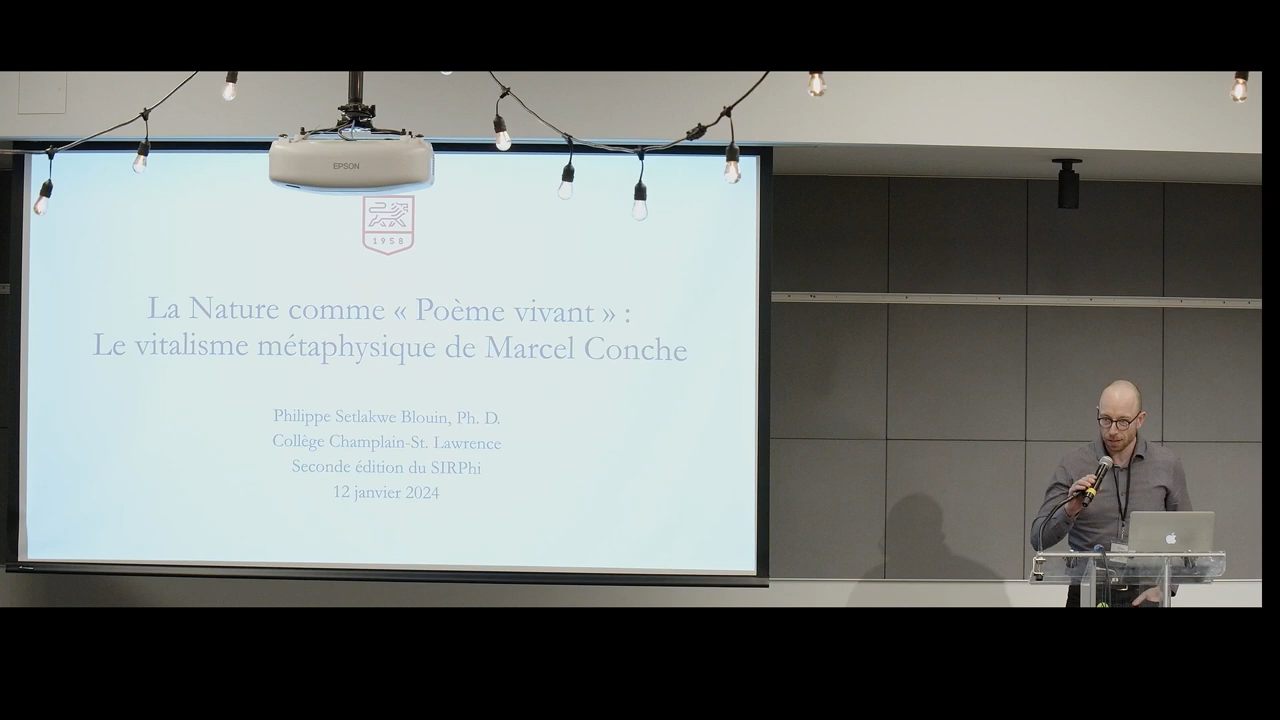 EPSON
1958
La Nature comme « Poème vivant » :
Le vitalisme métaphysique de Marcel Conche
Philippe Setlakwe Blouin, Ph. D.
Collège Champlain-St. Lawrence
Seconde édition du SIRPhi
12 janvier 2024